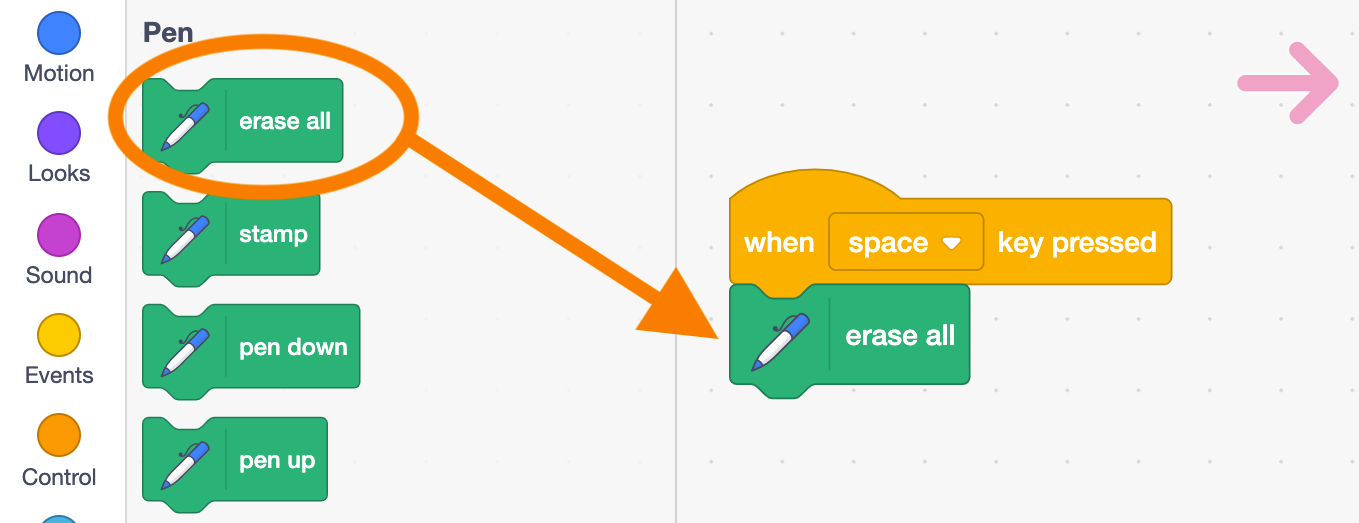 Motion
Looks
Sound
Events
Control
Pen
erase all
stamp
pen down
pen up
when space key pressed
erase all